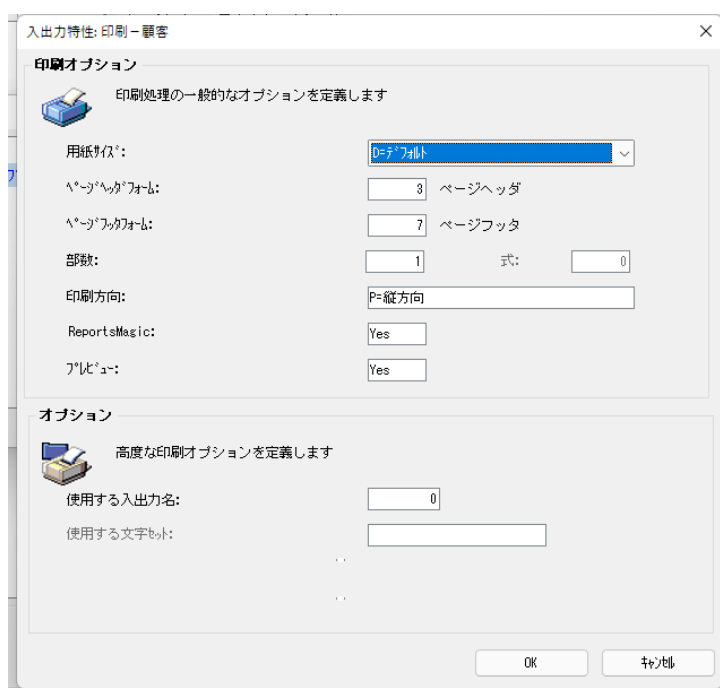 入出力特性: 印刷 – 顧客
印刷オプション
印刷処理の一般的なオプションを定義します
用紙ｻｲｽﾞ:
D=ﾃﾞﾌｫﾙﾄ
ﾍﾟｰｼﾞﾍｯﾀﾞﾌｫｰﾑ:
3 ページヘッダ
ﾍﾟｰｼﾞﾌｯﾀﾌｫｰﾑ:
7 ページフッタ
部数:
1 式: 0
印刷方向:
P=縦方向
ReportsMagic:
Yes
ﾌﾟﾚﾋﾞｭｰ:
Yes
オプション
高度な印刷オプションを定義します
使用する入出力名:
0
使用する文字ｾｯﾄ:
OK ｷｬﾝｾﾙ